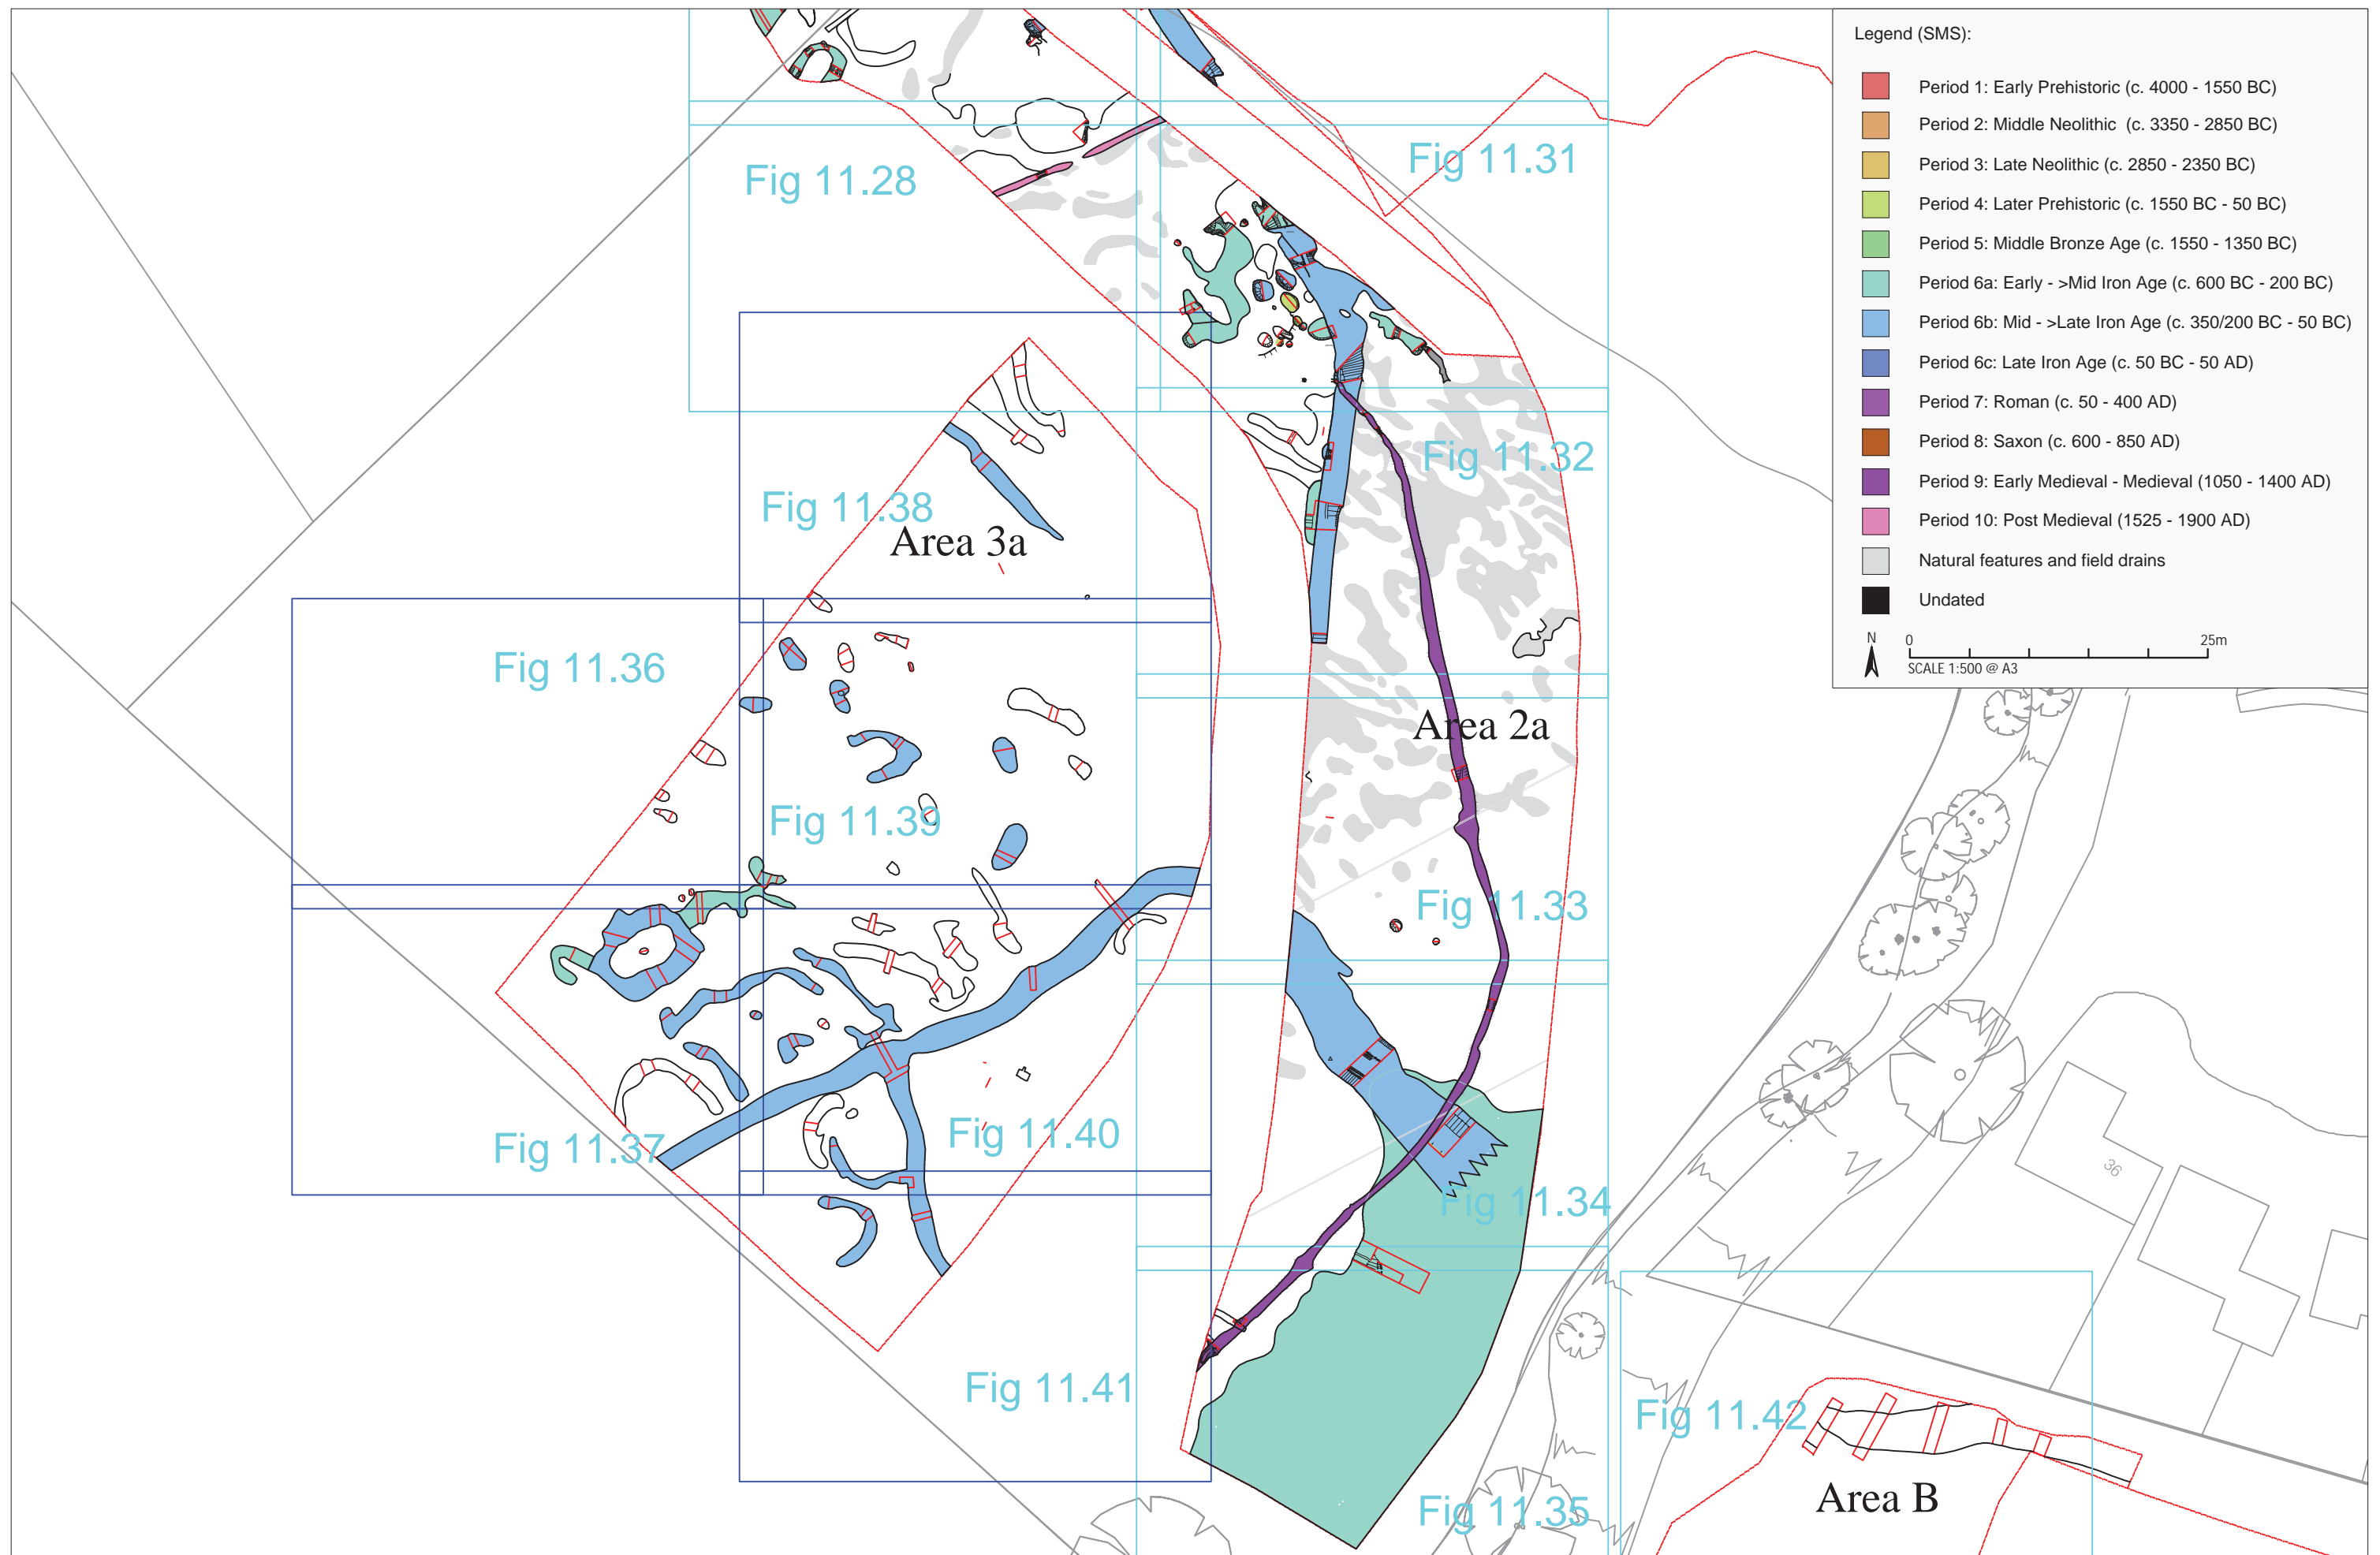 Legend (SMS):
Period 1: Early Prehistoric (c. 4000 - 1550 BC)
Period 2: Middle Neolithic (c. 3350 - 2850 BC)
Period 3: Late Neolithic (c. 2850 - 2350 BC)
Period 4: Later Prehistoric (c. 1550 BC - 50 BC)
Period 5: Middle Bronze Age (c. 1550 - 1350 BC)
Period 6a: Early - >Mid Iron Age (c. 600 BC - 200 BC)
Period 6b: Mid - >Late Iron Age (c. 350/200 BC - 50 BC)
Period 6c: Late Iron Age (c. 50 BC - 50 AD)
Period 7: Roman (c. 50 - 400 AD)
Period 8: Saxon (c. 600 - 850 AD)
Period 9: Early Medieval - Medieval (1050 - 1400 AD)
Period 10: Post Medieval (1525 - 1900 AD)
Natural features and field drains
Undated
N
0 25m
SCALE 1:500 @ A3
Fig 11.28
Fig 11.31
Fig 11.32
Fig 11.38
Area 3a
Fig 11.36
Area 2a
Fig 11.39
Fig 11.33
Fig 11.40
Fig 11.37
36
Fig 11.34
Fig 11.41
Fig 11.42
Area B
Fig 11.35